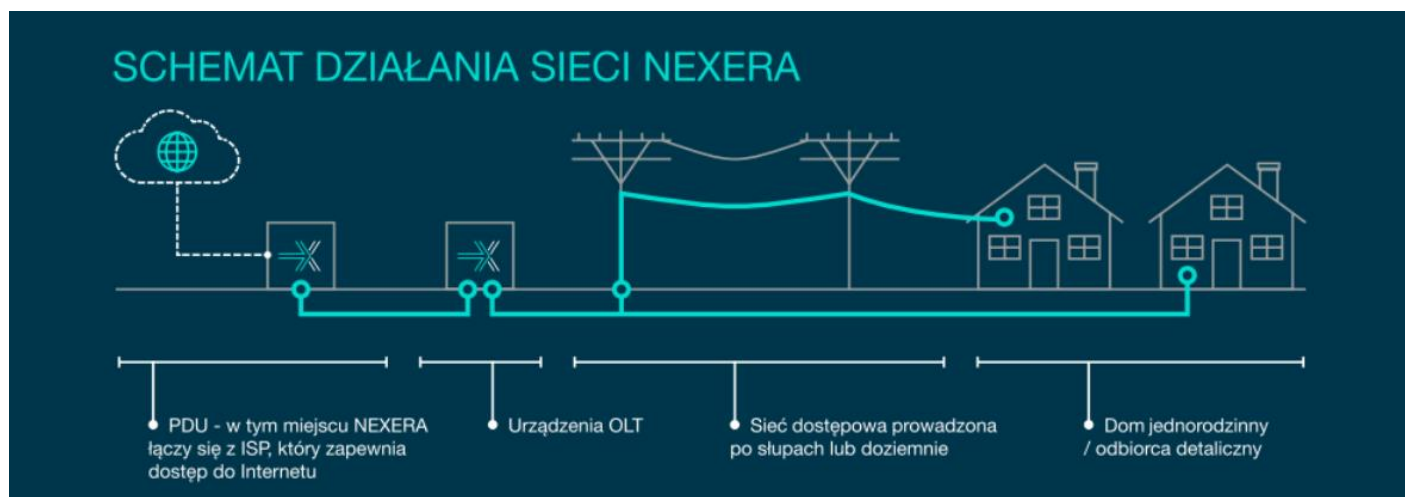 SCHEMAT DZIAŁANIA SIECI NEXERA
PDU - w tym miejscu NEXERA
łączy się z ISP, który zapewnia
dostęp do Internetu
Urządzenia OLT
Sieć dostępowa prowadzona
po słupach lub doziemnie
Dom jednorodzinny
/ odbiorca detaliczny